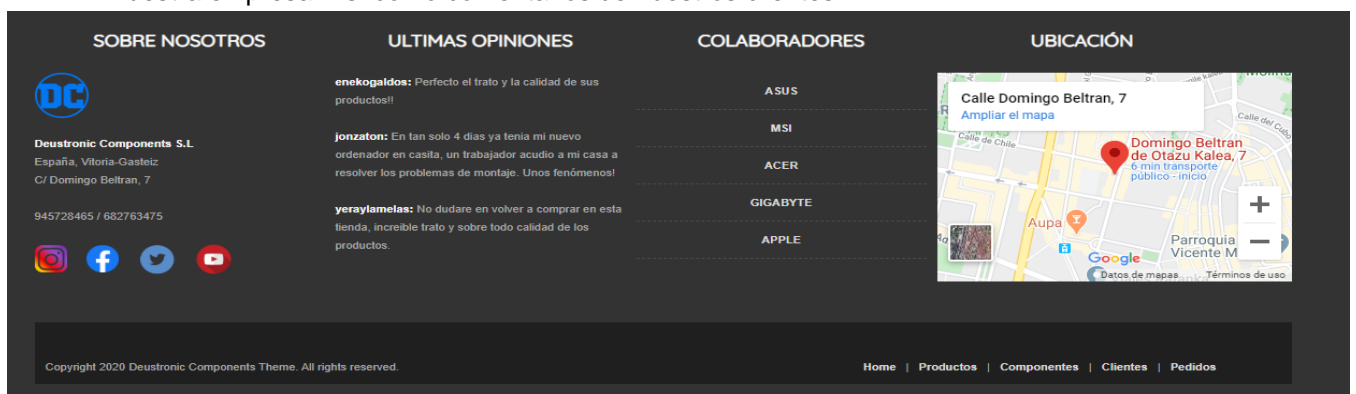 SOBRE NOSOTROS
DC
Deustronic Components S.L
España, Vitoria-Gasteiz
C/ Domingo Beltran, 7
945728465 / 682763475
ULTIMAS OPINIONES
enekogaldos: Perfecto el trato y la calidad de sus
productos!!
jonzaton: En tan solo 4 dias ya tenia mi nuevo
ordenador en casita, un trabajador acudio a mi casa a
resolver los problemas de montaje. Unos fenómenos!
yeraylamelas: No dudare en volver a comprar en esta
tienda, increible trato y sobre todo calidad de los
productos.
COLABORADORES
ASUS
MSI
ACER
GIGABYTE
APPLE
UBICACIÓN
Calle Domingo Beltran, 7
Ampliar el mapa
Calle de Chile
Calle del Cubo
Domingo Beltran
de Otazu Kalea, 7
6 min transporte
público - inicio
Aupa
Parroquia
Vicente M
Google
Datos de mapas
Términos de uso
Copyright 2020 Deustronic Components Theme. All rights reserved.
Home | Productos | Componentes | Clientes | Pedidos